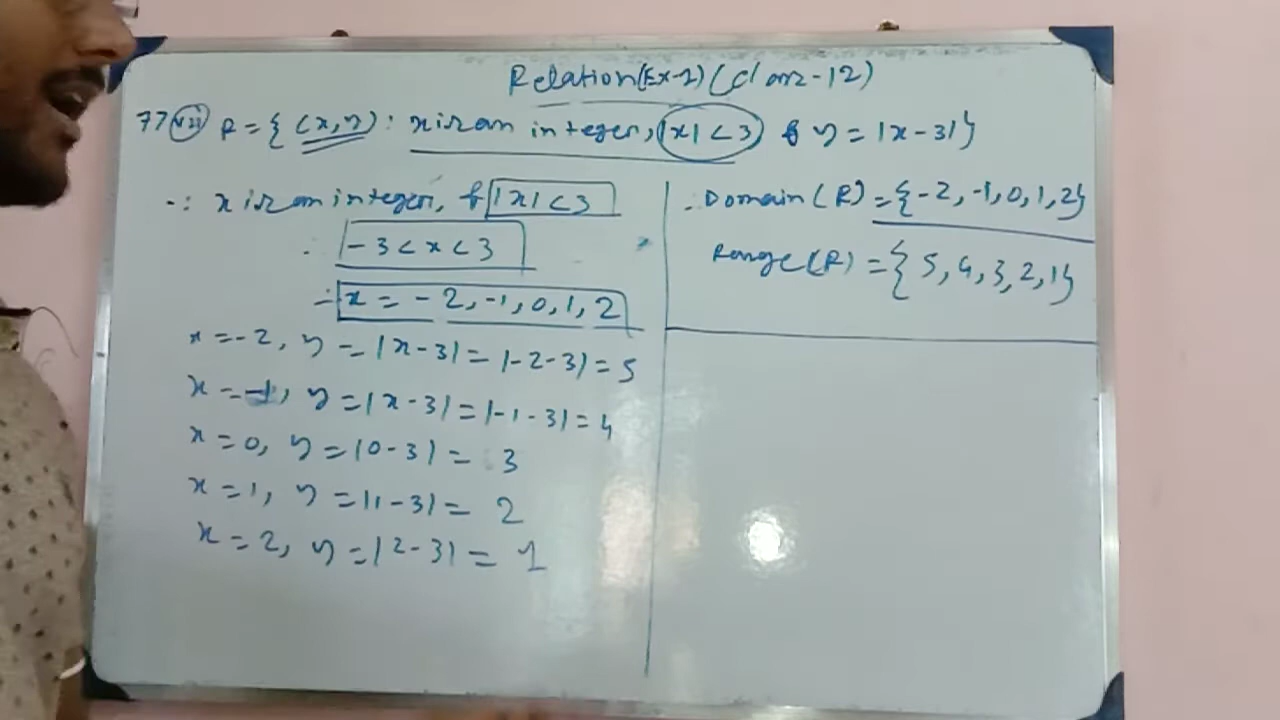 Relation(Ex-1)(Class-12)
77 (vii) R = {(x,y): x is an integer, |x| < 3 & y = |x-3|}
∵ x is an integer, & |x| < 3
∴ -3 < x < 3
∴ x = -2, -1, 0, 1, 2
x = -2, y = |x-3| = |-2-3| = 5
x = -1, y = |x-3| = |-1-3| = 4
x = 0, y = |0-3| = 3
x = 1, y = |1-3| = 2
x = 2, y = |2-3| = 1
∴ Domain(R) = {-2, -1, 0, 1, 2}
Range(R) = {5, 4, 3, 2, 1}